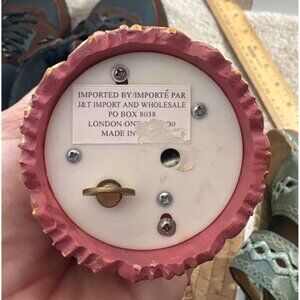 IMPORTED BY/IMPORTÉ PAR
J&T IMPORT AND WHOLESALE
PO BOX 8038
LONDON ON
MADE IN